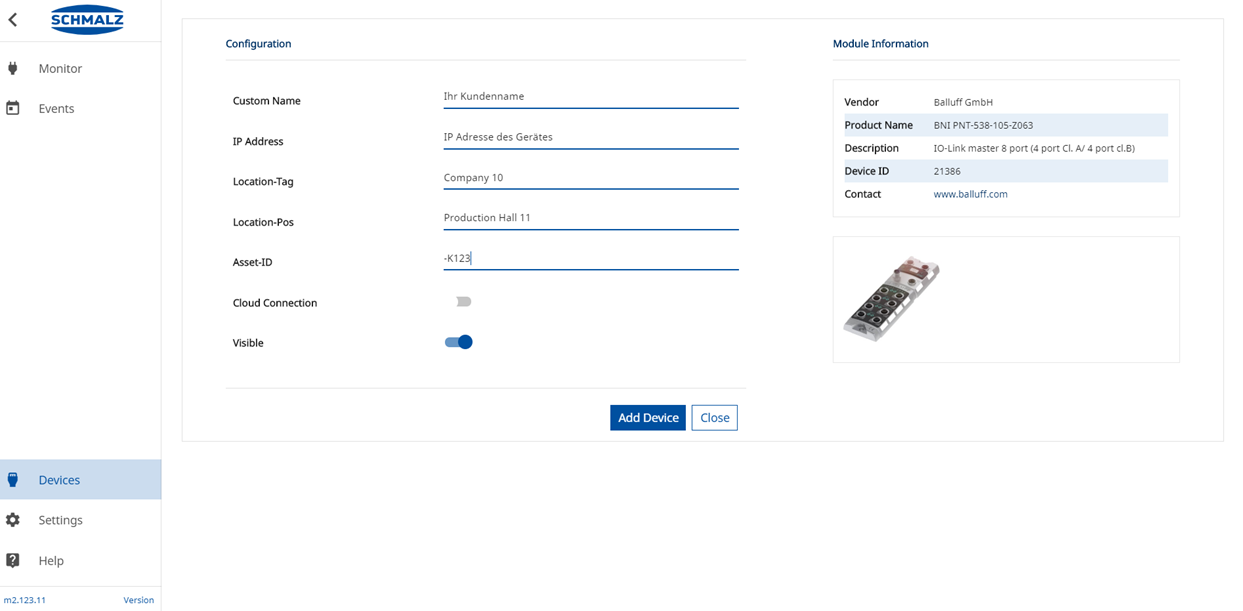 SCHMALZ
Monitor
Events
Devices
Settings
Help
m2.123.11 Version
Configuration
Custom Name Ihr Kundenname
IP Address IP Adresse des Gerätes
Location-Tag Company 10
Location-Pos Production Hall 11
Asset-ID -K123
Cloud Connection
Visible
Add Device Close
Module Information
Vendor Balluff GmbH
Product Name BNI PNT-538-105-Z063
Description IO-Link master 8 port (4 port Cl. A/ 4 port cl.B)
Device ID 21386
Contact www.balluff.com